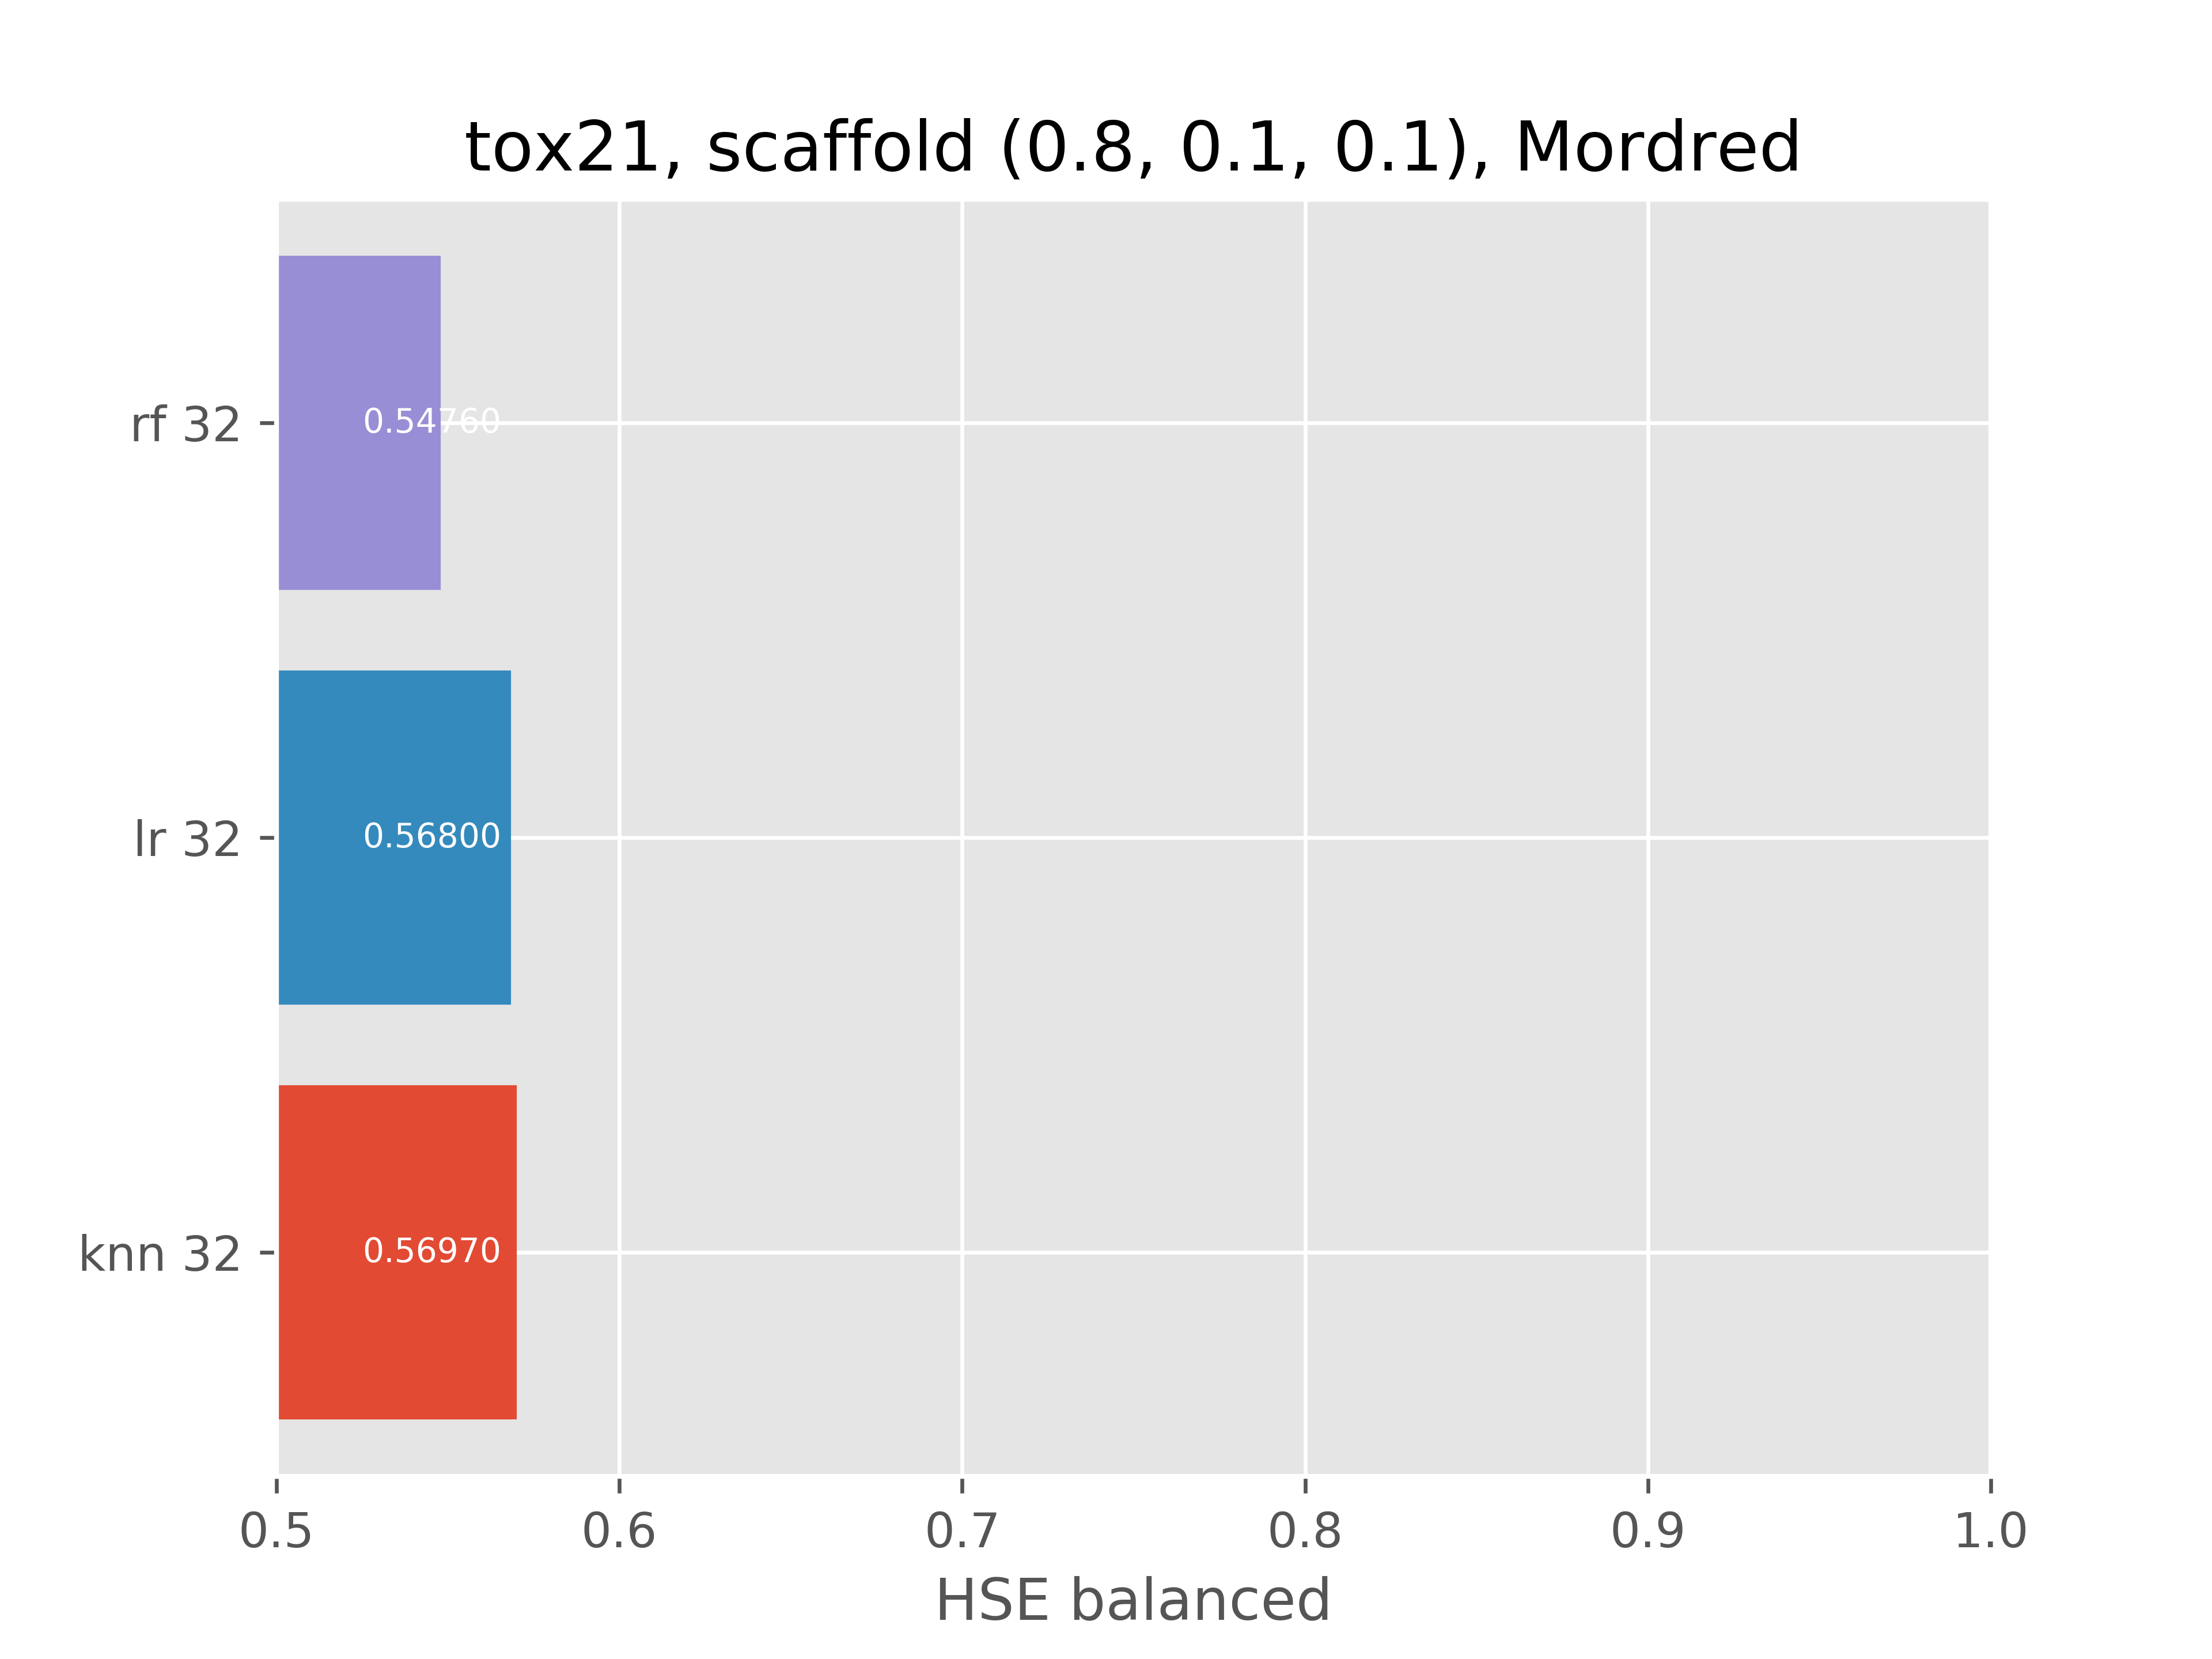 tox21, scaffold (0.8, 0.1, 0.1), Mordred
rf 32
0.54760
lr 32
0.56800
knn 32
0.56970
0.5 0.6 0.7 0.8 0.9 1.0
HSE balanced